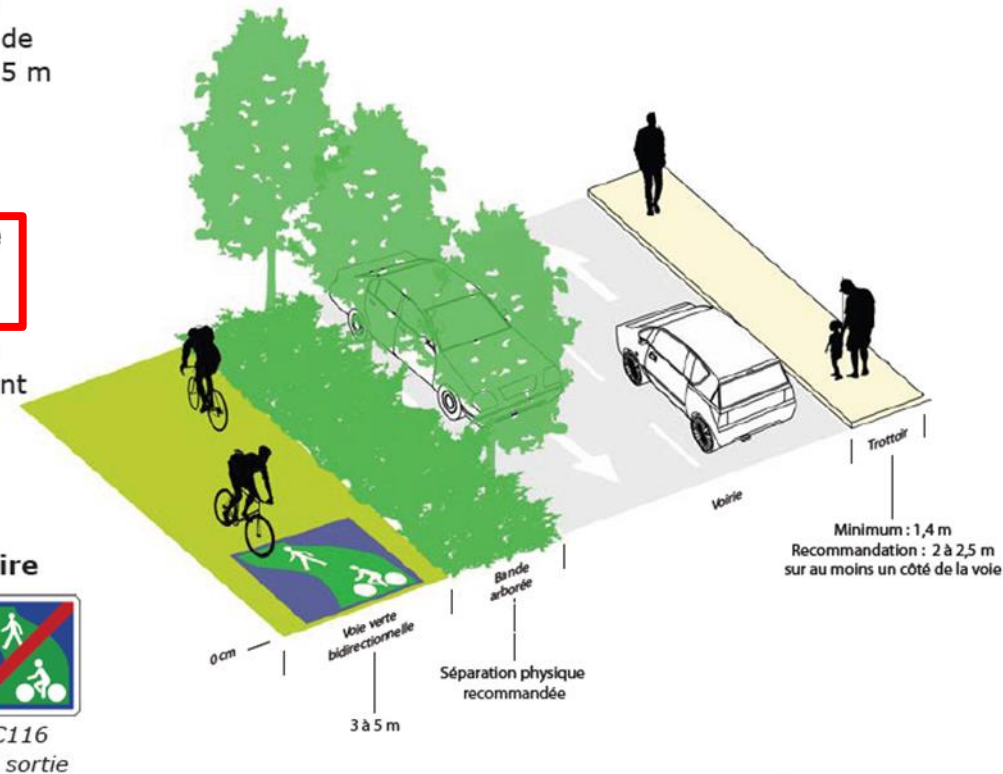 de
5 m
nt
ire
C116
sortie
0 cm
Voie verte
bidirectionnelle
3 à 5 m
Bande
arborée
Séparation physique
recommandée
Voirie
Trottoir
Minimum : 1,4 m
Recommandation : 2 à 2,5 m
sur au moins un côté de la voie